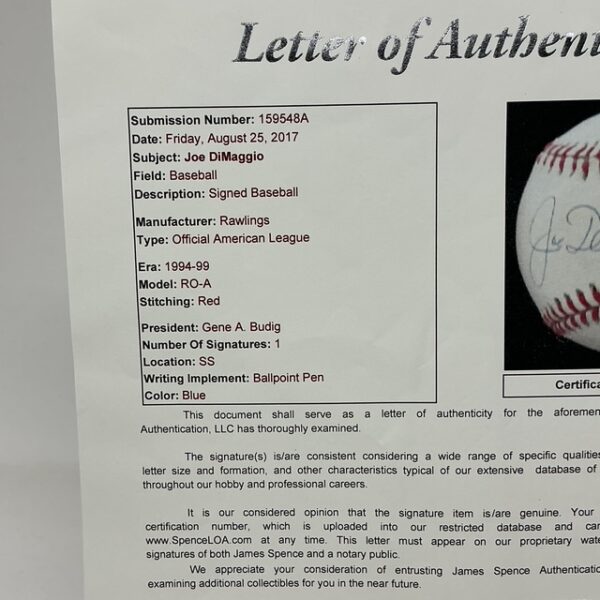 Letter of Authenti
Submission Number: 159548A
Date: Friday, August 25, 2017
Subject: Joe DiMaggio
Field: Baseball
Description: Signed Baseball
Manufacturer: Rawlings
Type: Official American League
Era: 1994-99
Model: RO-A
Stitching: Red
President: Gene A. Budig
Number Of Signatures: 1
Location: SS
Writing Implement: Ballpoint Pen
Color: Blue
Joe D
Certifica
This document shall serve as a letter of authenticity for the aforemen
Authentication, LLC has thoroughly examined.
The signature(s) is/are consistent considering a wide range of specific qualities
letter size and formation, and other characteristics typical of our extensive database of
throughout our hobby and professional careers.
It is our considered opinion that the signature item is/are genuine. Your
certification number, which is uploaded into our restricted database and can
www.SpenceLOA.com at any time. This letter must appear on our proprietary wate
signatures of both James Spence and a notary public.
We appreciate your consideration of entrusting James Spence Authenticatio
examining additional collectibles for you in the near future.